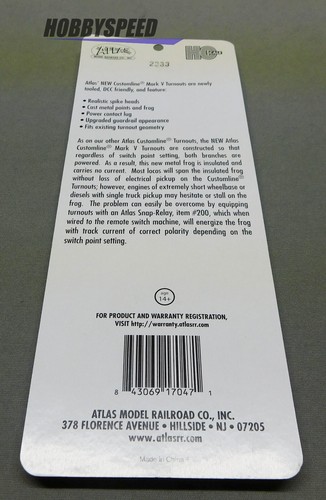 HOBBYSPEED
ATLAS
HO
2233
Atlas' NEW Customline® Mark V Turnouts are newly
tooled, DCC friendly, and feature:
• Realistic spike heads
• Cast metal points and frog
• Power contact lug
• Upgraded guardrail appearance
• Fits existing turnout geometry
As on our other Atlas Customline® Turnouts, the NEW Atlas
Customline® Mark V Turnouts are constructed so that
regardless of switch point setting, both branches are
powered. As a result, this new metal frog is insulated and
carries no current. Most locos will span the insulated frog
without loss of electrical pickup on the Customline®
Turnouts; however, engines of extremely short wheelbase or
diesels with single truck pickup may hesitate or stall on the
frog. The problem can easily be overcome by equipping
turnouts with an Atlas Snap-Relay, item #200, which when
wired to the remote switch machine, will energize the frog
with track current of correct polarity depending on the
switch point setting.
14+
FOR PRODUCT AND WARRANTY REGISTRATION,
VISIT http://warranty.atlasrr.com
8 43069 17047 1
ATLAS MODEL RAILROAD CO., INC.
378 FLORENCE AVENUE • HILLSIDE • NJ • 07205
www.atlasrr.com
Made in China